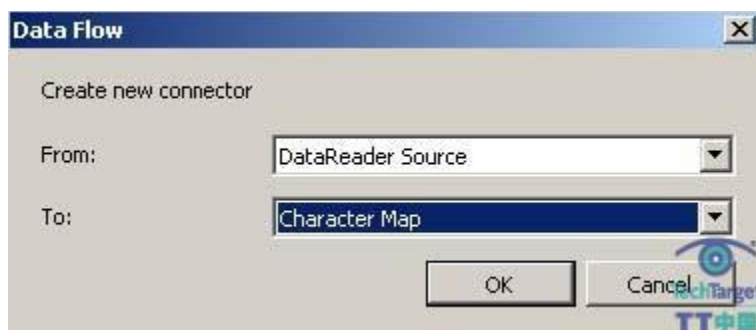 Data Flow
Create new connector
From: DataReader Source
To: Character Map
OK Cancel
TechTarget
TT中国